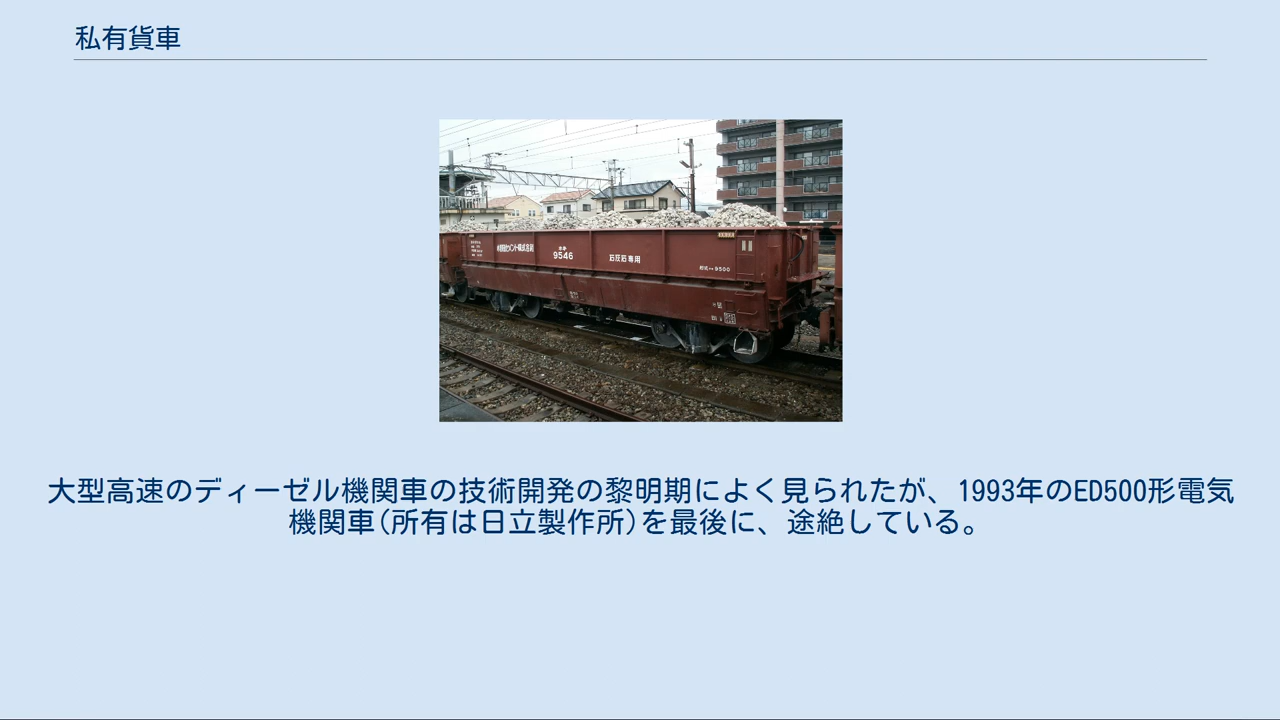 私有貨車
9546
石灰石専用
大型高速のディーゼル機関車の技術開発の黎明期によく見られたが、1993年のED500形電気
機関車(所有は日立製作所)を最後に、途絶している。